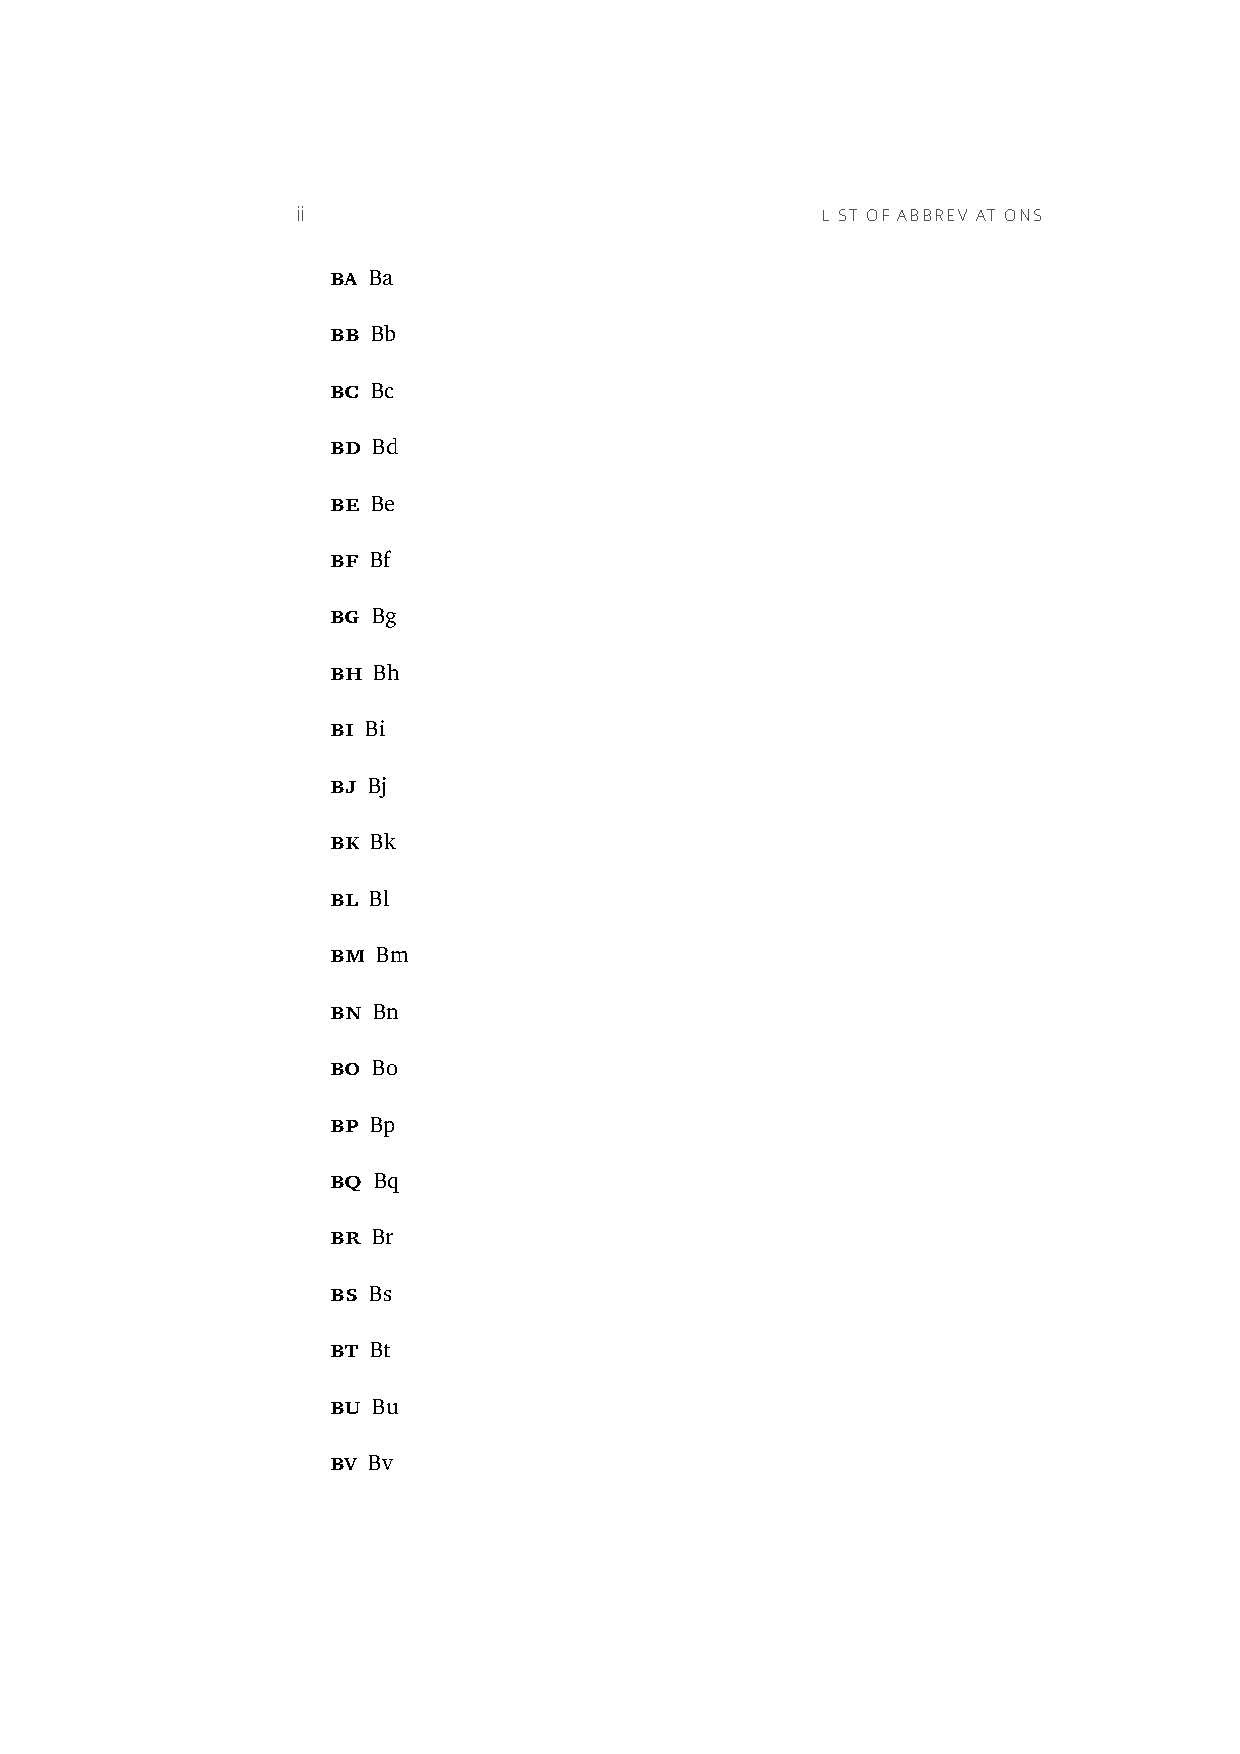 ii L ST OF ABBREV AT ONS
BA Ba
BB Bb
BC Bc
BD Bd
BE Be
BF Bf
BG Bg
BH Bh
BI Bi
BJ Bj
BK Bk
BL Bl
BM Bm
BN Bn
BO Bo
BP Bp
BQ Bq
BR Br
BS Bs
BT Bt
BU Bu
BV Bv